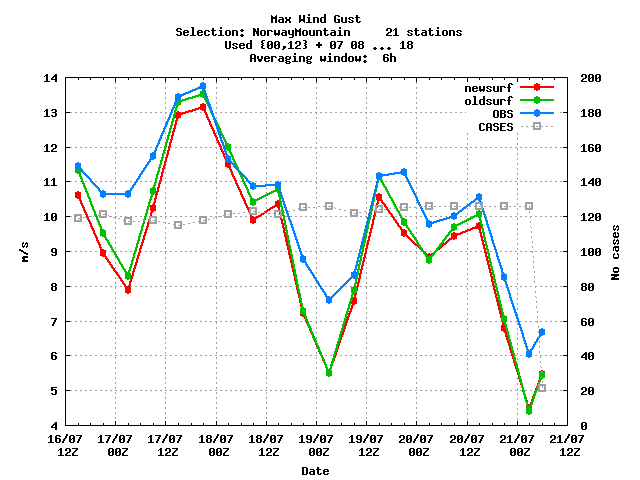 Max Wind Gust
Selection: NorwayMountain 21 stations
Used {00,12} + 07 08 ... 18
Averaging window: 6h
newsurf
oldsurf
OBS
CASES
14
13
12
11
10
9
8
7
6
5
4
m/s
200
180
160
140
120
100
80
60
40
20
0
No cases
16/07 17/07 17/07 18/07 18/07 19/07 19/07 20/07 20/07 21/07 21/07
12Z 00Z 12Z 00Z 12Z 00Z 12Z 00Z 12Z 00Z 12Z
Date